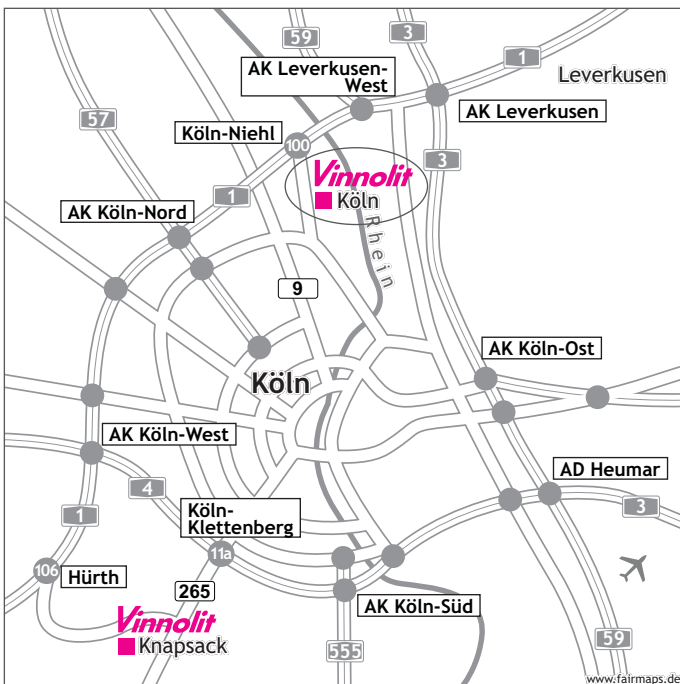 59
3
1
AK Leverkusen-
West
Leverkusen
AK Leverkusen
57
Köln-Niehl
100
3
Vinnolit
Köln
1
AK Köln-Nord
Rhein
9
AK Köln-Ost
Köln
AK Köln-West
AD Heumar
4
Köln-
Klettenberg
1
3
11a
106
Hürth
265
AK Köln-Süd
Vinnolit
Knapsack
555
59
www.fairmaps.de